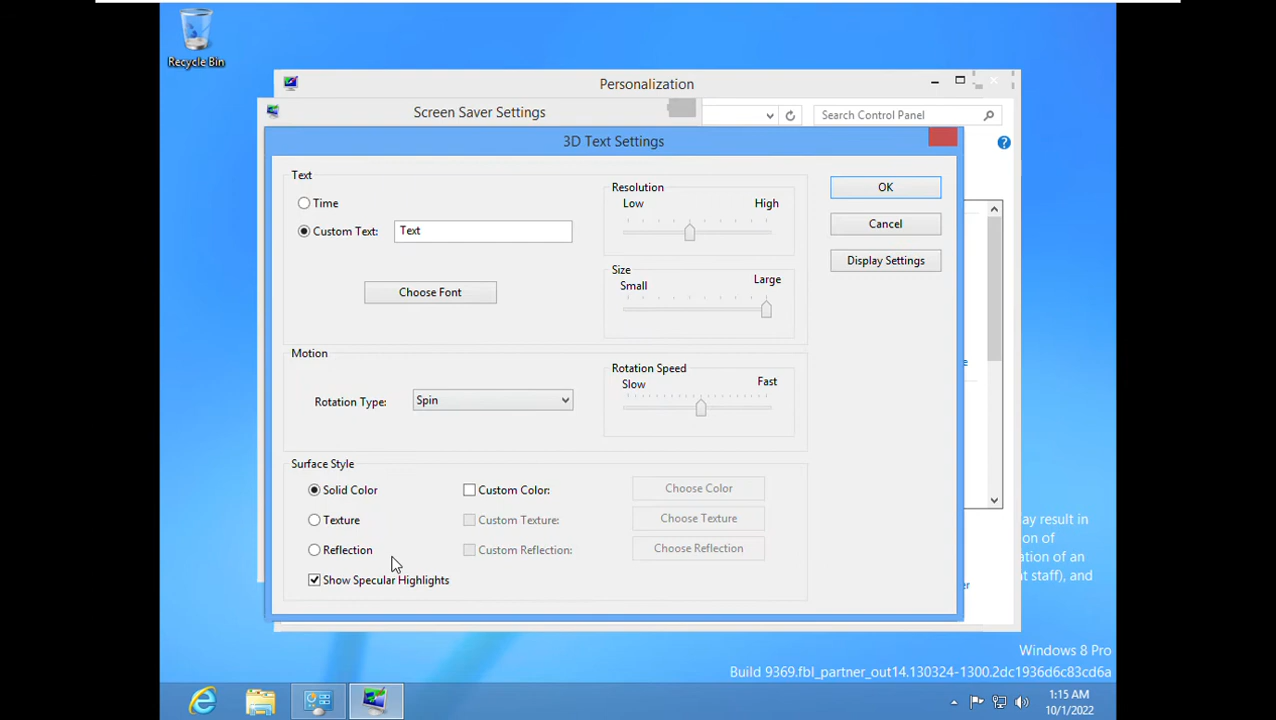 Recycle Bin
Personalization
Screen Saver Settings
Search Control Panel
3D Text Settings
Text
Time
Custom Text:
Text
Choose Font
Resolution
Low
High
Size
Small
Large
OK
Cancel
Display Settings
Motion
Rotation Type:
Spin
Rotation Speed
Slow
Fast
Surface Style
Solid Color
Custom Color:
Choose Color
Texture
Custom Texture:
Choose Texture
Reflection
Custom Reflection:
Choose Reflection
Show Specular Highlights
ay result in
on of
ation of an
t staff), and
Windows 8 Pro
Build 9369.fbl_partner_out14.130324-1300.2dc1936d6c83cd6a
1:15 AM
10/1/2022